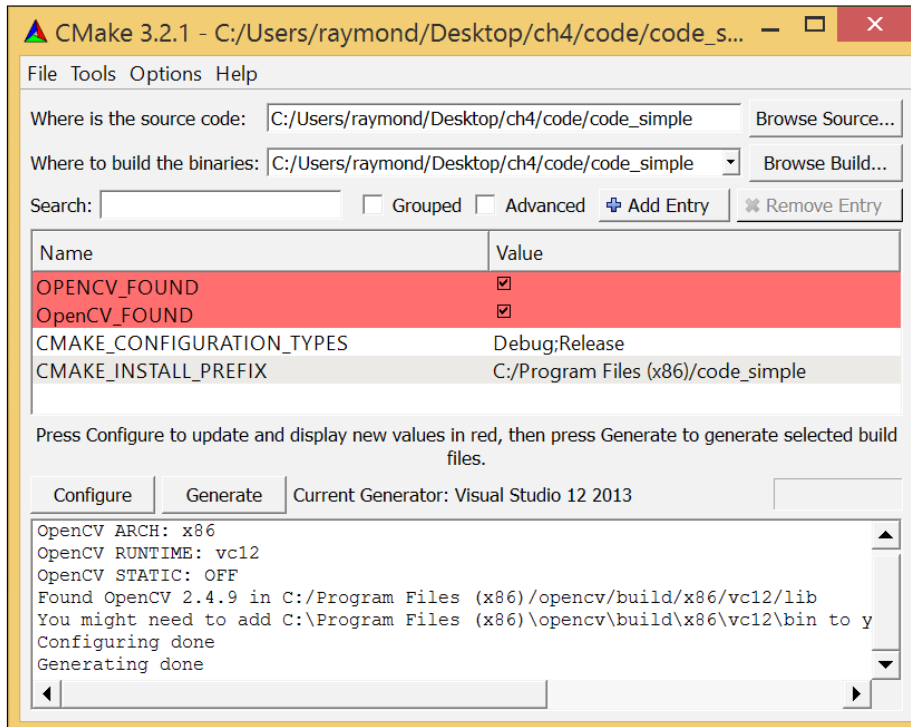 CMake 3.2.1 - C:/Users/raymond/Desktop/ch4/code/code_s...
File Tools Options Help
Where is the source code: C:/Users/raymond/Desktop/ch4/code/code_simple Browse Source...
Where to build the binaries: C:/Users/raymond/Desktop/ch4/code/code_simple Browse Build...
Search: Grouped Advanced Add Entry Remove Entry
Name Value
OPENCV_FOUND
OpenCV_FOUND
CMAKE_CONFIGURATION_TYPES Debug;Release
CMAKE_INSTALL_PREFIX C:/Program Files (x86)/code_simple
Press Configure to update and display new values in red, then press Generate to generate selected build
files.
Configure Generate Current Generator: Visual Studio 12 2013
OpenCV ARCH: x86
OpenCV RUNTIME: vc12
OpenCV STATIC: OFF
Found OpenCV 2.4.9 in C:/Program Files (x86)/opencv/build/x86/vc12/lib
You might need to add C:\Program Files (x86)\opencv\build\x86\vc12\bin to y
Configuring done
Generating done